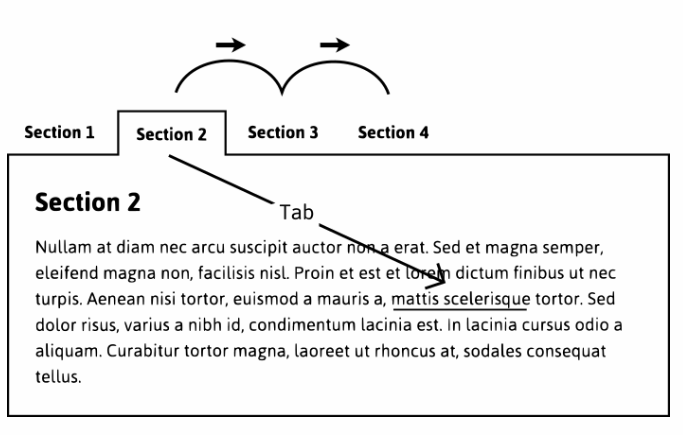 Section 1 Section 2 Section 3 Section 4
Section 2
Tab
Nullam at diam nec arcu suscipit auctor non a erat. Sed et magna semper,
eleifend magna non, facilisis nisl. Proin et est et lorem dictum finibus ut nec
turpis. Aenean nisi tortor, euismod a mauris a, mattis scelerisque tortor. Sed
dolor risus, varius a nibh id, condimentum lacinia est. In lacinia cursus odio a
aliquam. Curabitur tortor magna, laoreet ut rhoncus at, sodales consequat
tellus.